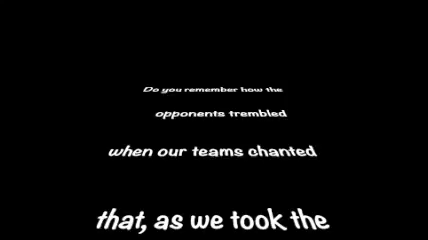 Do you remember how the
opponents trembled
when our teams chanted
that, as we took the